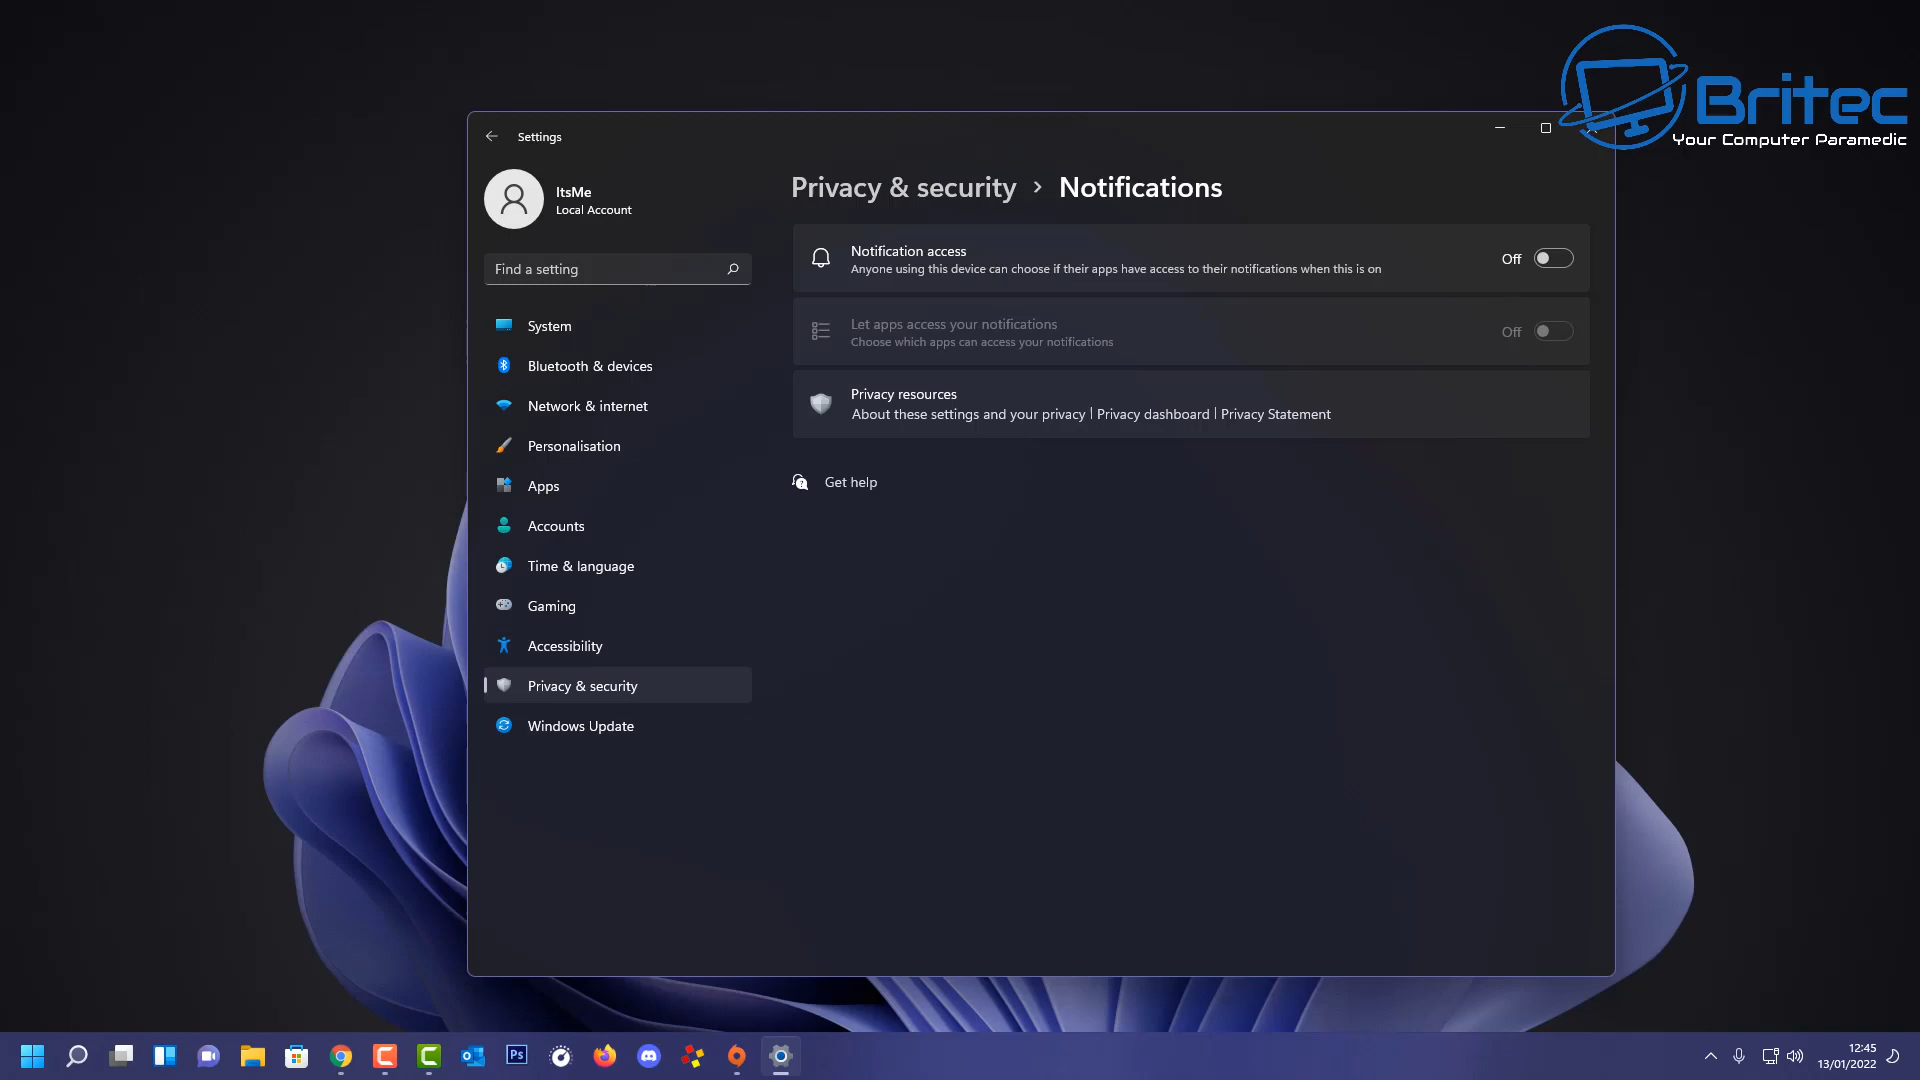 Britec
Your Computer Paramedic
Settings
ItsMe
Local Account
Find a setting
System
Bluetooth & devices
Network & internet
Personalisation
Apps
Accounts
Time & language
Gaming
Accessibility
Privacy & security
Windows Update
Privacy & security > Notifications
Notification access
Anyone using this device can choose if their apps have access to their notifications when this is on
Off
Let apps access your notifications
Choose which apps can access your notifications
Off
Privacy resources
About these settings and your privacy | Privacy dashboard | Privacy Statement
Get help
Ps
12:45
13/01/2022